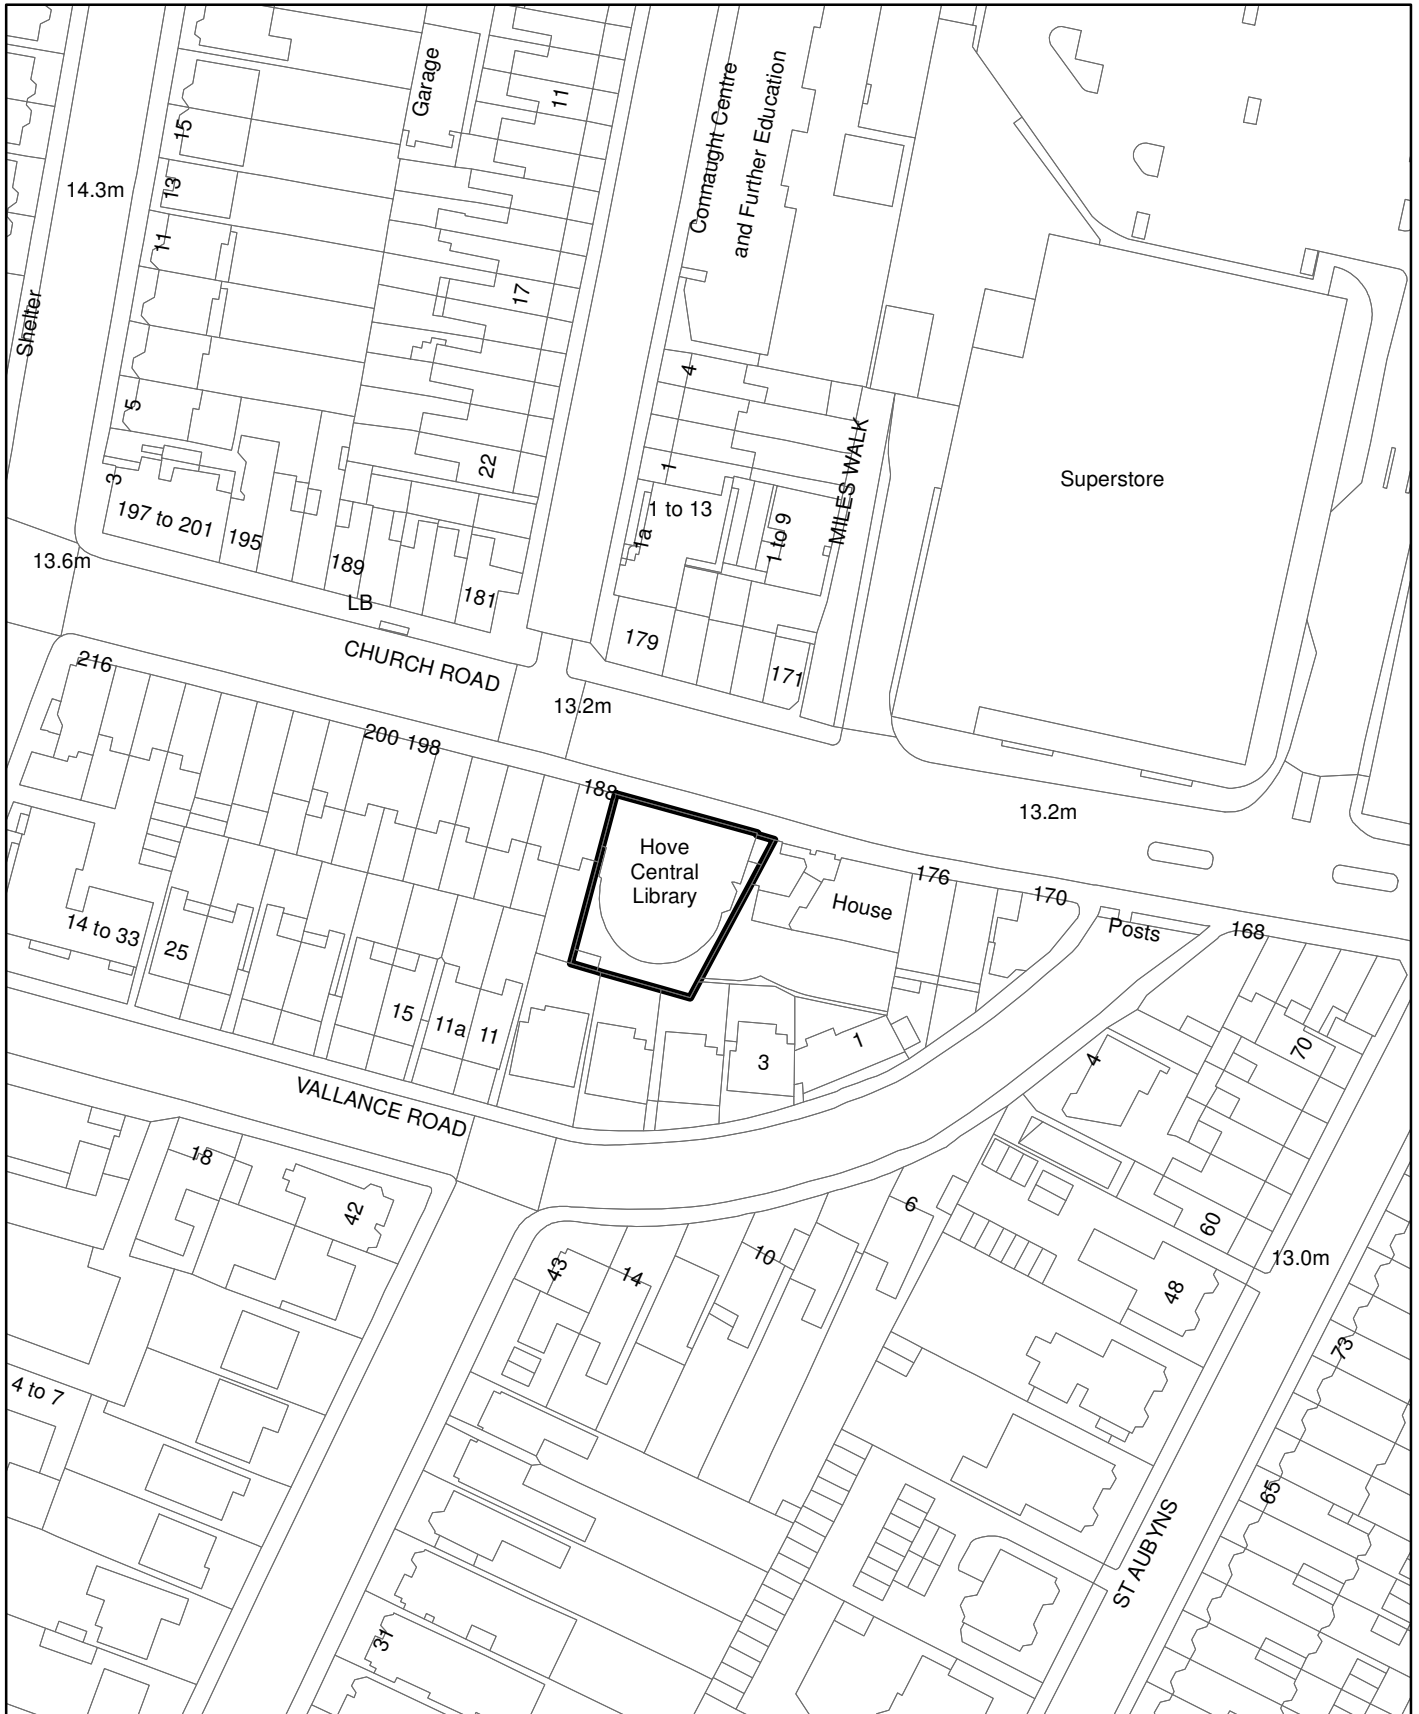 Garage
11
Connaught Centre
and Further Education
15
13
14.3m
11
17
Shelter
4
5
22
1
MILES WALK
Superstore
3
197 to 201
195
1 to 13
1a
1 to 9
13.6m
189
LB
181
179
171
CHURCH ROAD
216
13.2m
200 198
188
13.2m
Hove
Central
Library
176
House
170
Posts
168
14 to 33
25
15
11a
11
3
1
70
4
VALLANCE ROAD
18
42
6
60
43
14
10
13.0m
48
73
4 to 7
65
ST AUBYNS
31